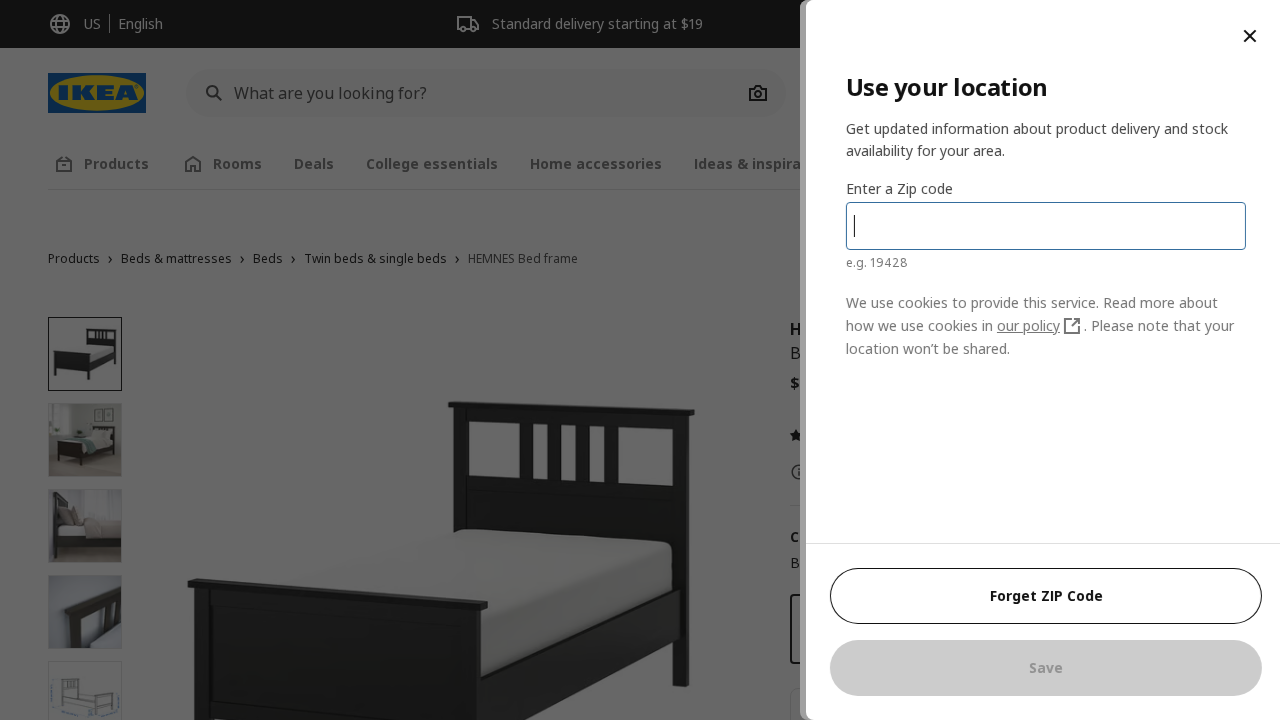 US
English
Standard delivery starting at $19
IKEA
What are you looking for?
Products
Rooms
Deals
College essentials
Home accessories
Ideas & inspira
Products › Beds & mattresses › Beds › Twin beds & single beds › HEMNES Bed frame
H
B
$
C
B
Use your location
Get updated information about product delivery and stock
availability for your area.
Enter a Zip code
e.g. 19428
We use cookies to provide this service. Read more about
how we use cookies in our policy . Please note that your
location won’t be shared.
Forget ZIP Code
Save